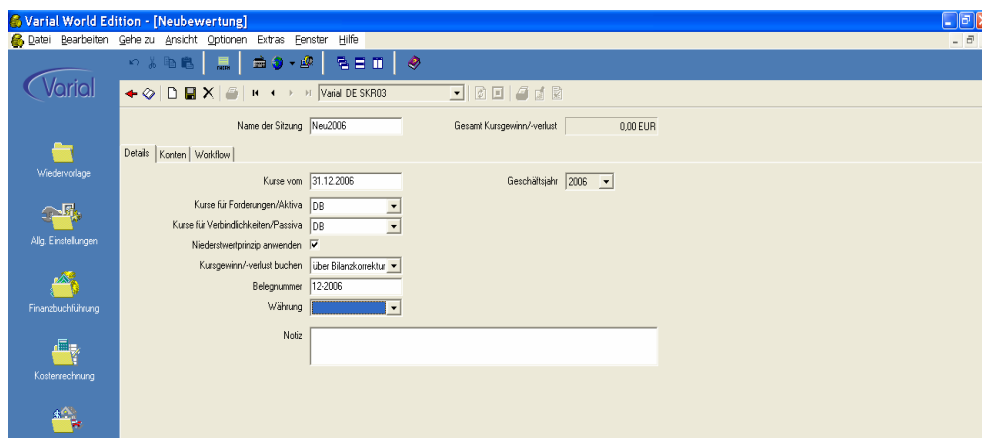 Varial World Edition - [Neubewertung]
Datei Bearbeiten Gehe zu Ansicht Optionen Extras Fenster Hilfe
Varial
Varial DE SKR03
Name der Sitzung Neu2006 Gesamt Kursgewinn/-verlust 0,00 EUR
Details Konten Workflow
Kurse vom 31.12.2006 Geschäftsjahr 2006
Kurse für Forderungen/Aktiva DB
Kurse für Verbindlichkeiten/Passiva DB
Niederstwertprinzip anwenden
Kursgewinn/-verlust buchen über Bilanzkorrektur
Belegnummer 12-2006
Währung
Notiz
Wiedervorlage
Allg. Einstellungen
Finanzbuchführung
Kostenrechnung